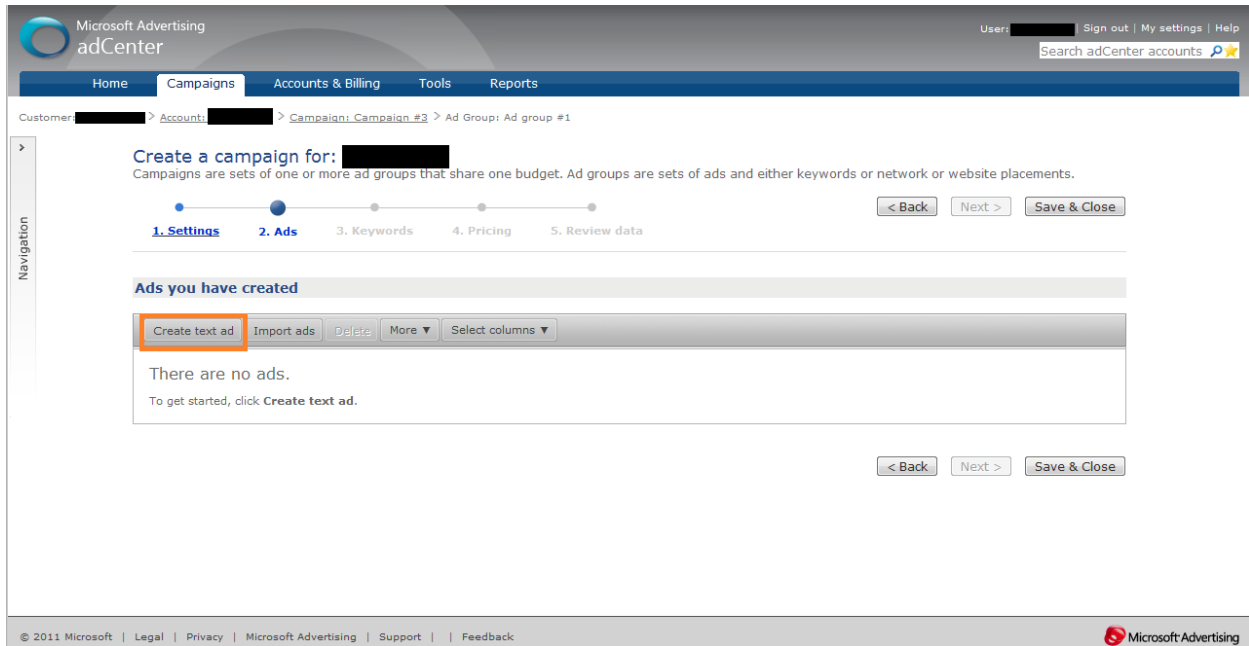 Microsoft Advertising
adCenter
User: | Sign out | My settings | Help
Search adCenter accounts
Home Campaigns Accounts & Billing Tools Reports
Customer: > Account: > Campaign: Campaign #3 > Ad Group: Ad group #1
>
Navigation
Create a campaign for:
Campaigns are sets of one or more ad groups that share one budget. Ad groups are sets of ads and either keywords or network or website placements.
< Back Next > Save & Close
1. Settings 2. Ads 3. Keywords 4. Pricing 5. Review data
Ads you have created
Create text ad Import ads Delete More ▼ Select columns ▼
There are no ads.
To get started, click Create text ad.
< Back Next > Save & Close
© 2011 Microsoft | Legal | Privacy | Microsoft Advertising | Support | | Feedback
Microsoft Advertising